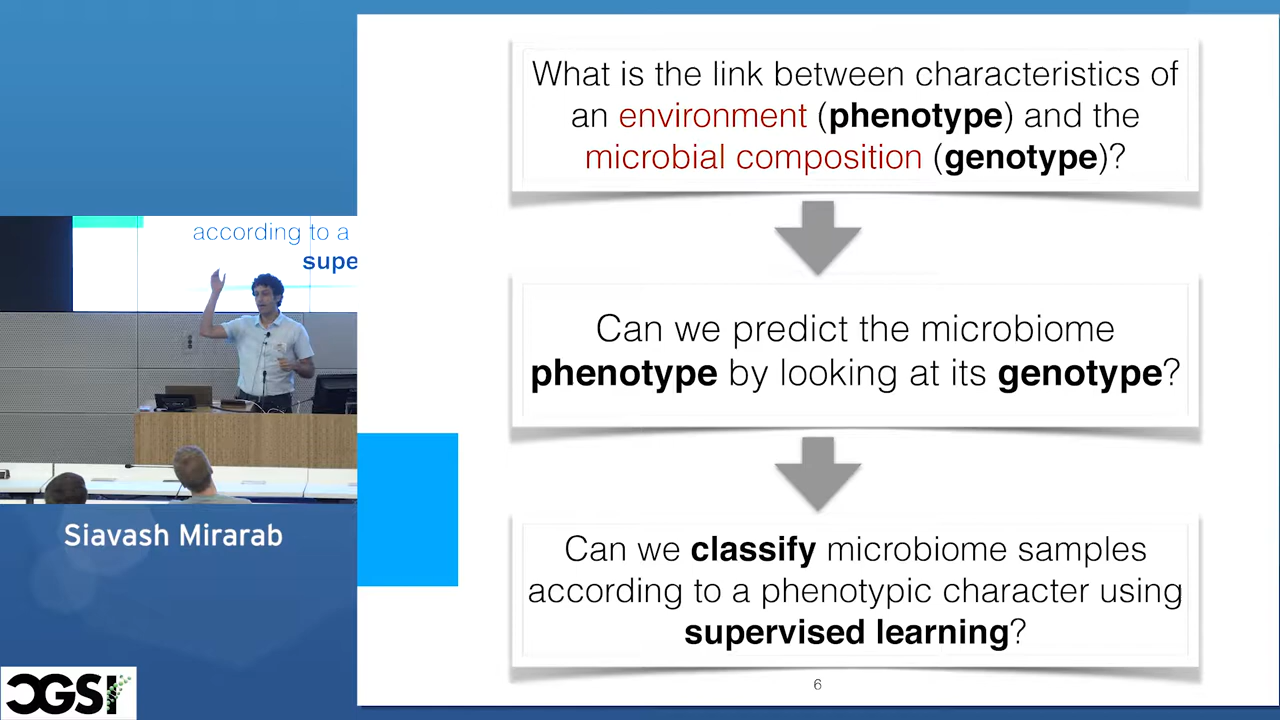 What is the link between characteristics of
an environment (phenotype) and the
microbial composition (genotype)?
according to a
supe
Can we predict the microbiome
phenotype by looking at its genotype?
Can we classify microbiome samples
according to a phenotypic character using
supervised learning?
Siavash Mirarab
6
CGSI